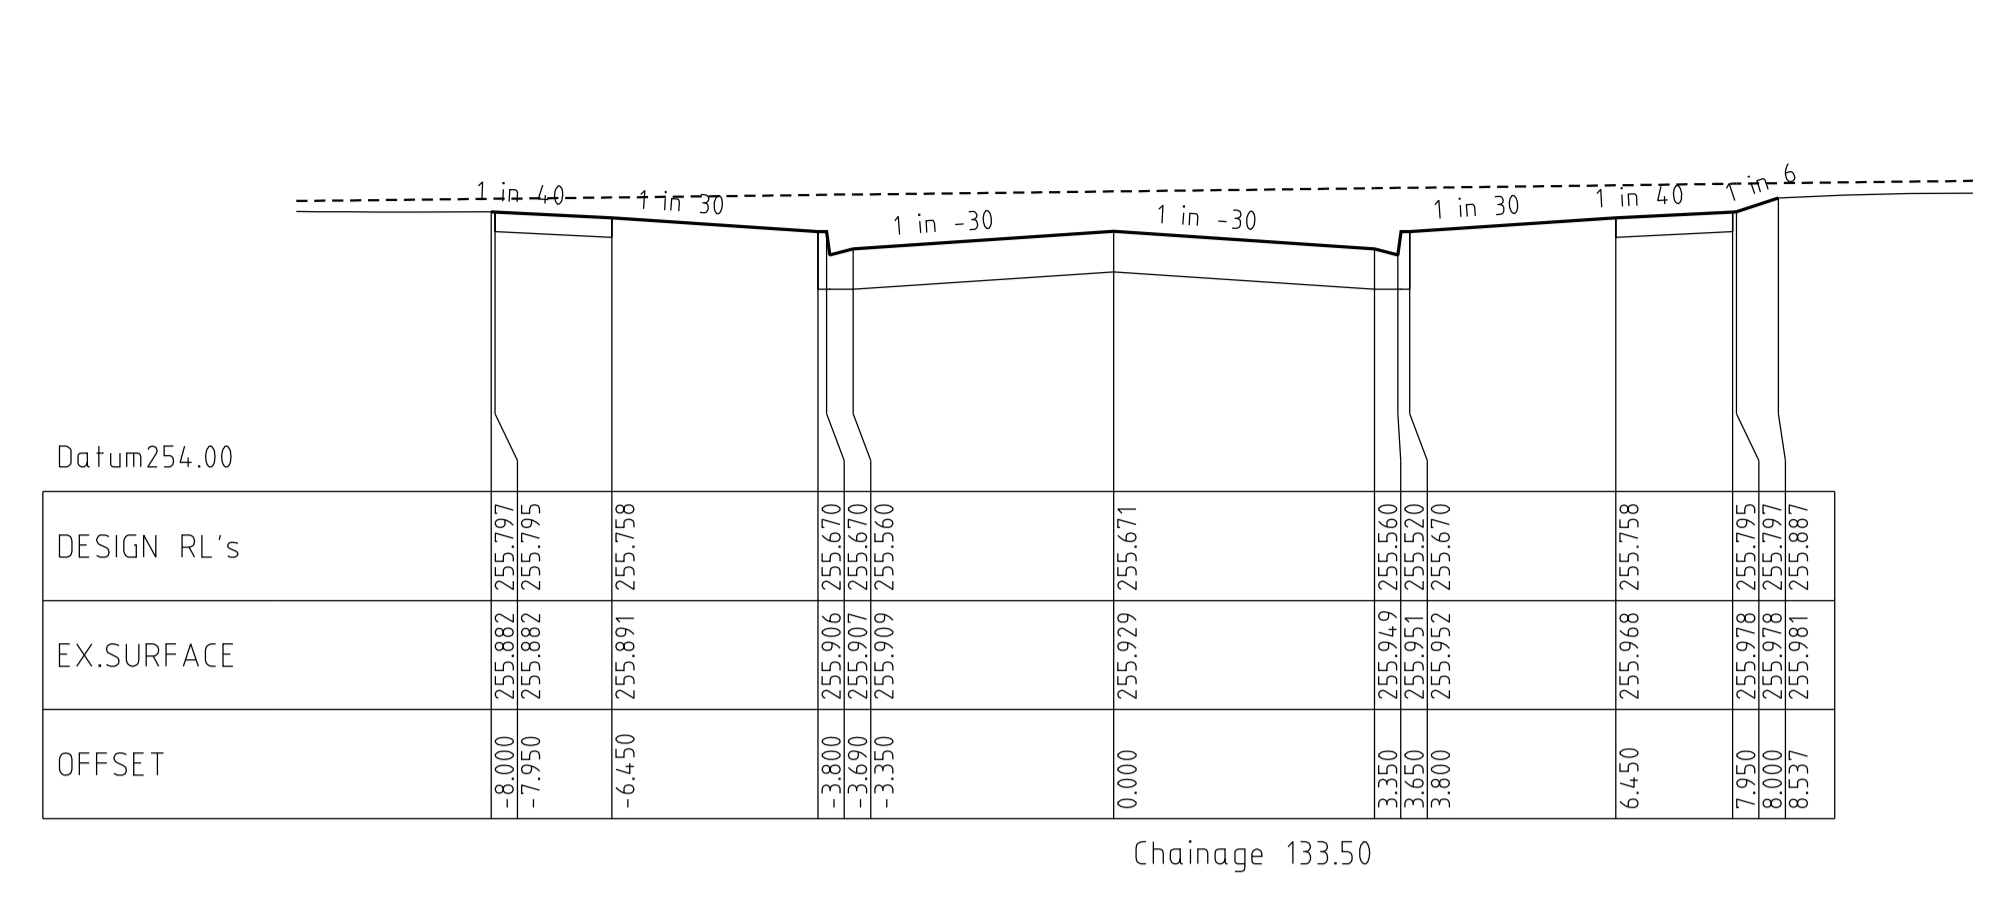 1 in 40
1 in 30
1 in -30
1 in -30
1 in 30
1 in 40
1 in 6
Datum254.00
DESIGN RL's 255.797 255.795 255.758 255.670 255.670 255.560 255.671 255.560 255.520 255.670 255.758 255.795 255.797 255.887
EX.SURFACE 255.882 255.882 255.891 255.906 255.907 255.909 255.929 255.949 255.951 255.952 255.968 255.978 255.978 255.981
OFFSET -8.000 -7.950 -6.450 -3.800 -3.690 -3.350 0.000 3.350 3.650 3.800 6.450 7.950 8.000 8.537
Chainage 133.50